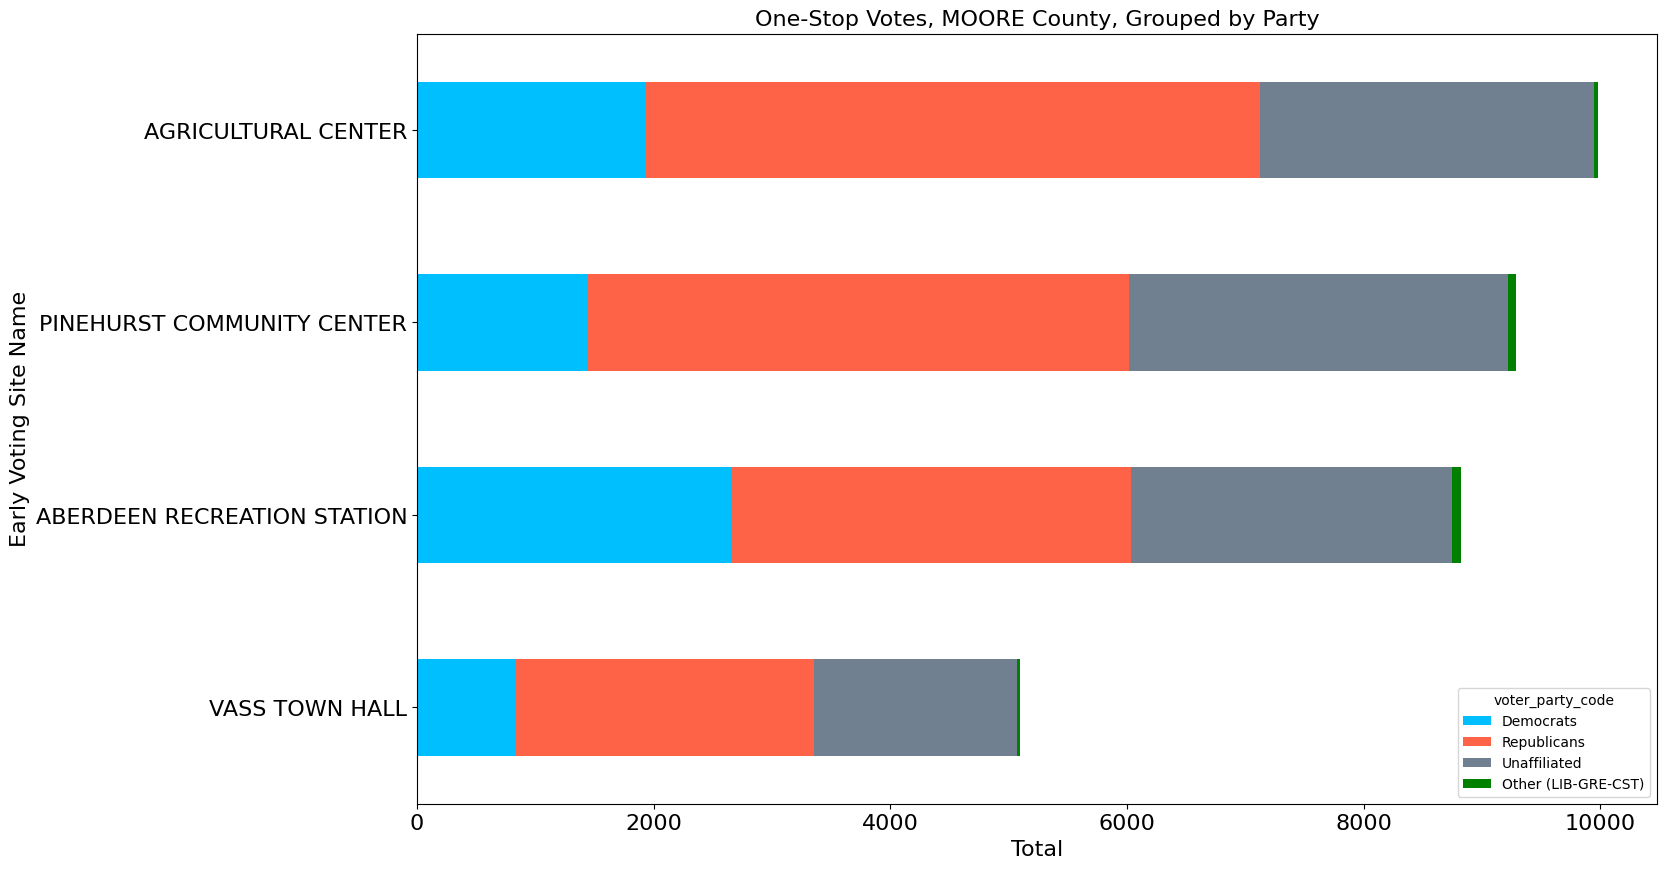 One-Stop Votes, MOORE County, Grouped by Party
Early Voting Site Name
AGRICULTURAL CENTER
PINEHURST COMMUNITY CENTER
ABERDEEN RECREATION STATION
VASS TOWN HALL
voter_party_code
Democrats
Republicans
Unaffiliated
Other (LIB-GRE-CST)
0 2000 4000 6000 8000 10000
Total